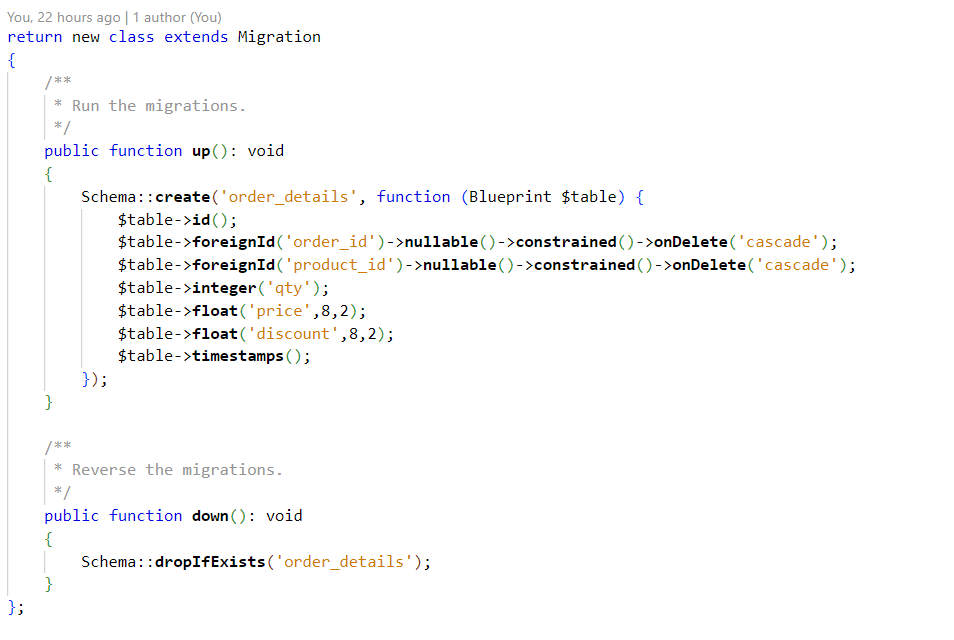 You, 22 hours ago | 1 author (You)
return new class extends Migration
{
    /**
     * Run the migrations.
     */
    public function up(): void
    {
        Schema::create('order_details', function (Blueprint $table) {
            $table->id();
            $table->foreignId('order_id')->nullable()->constrained()->onDelete('cascade');
            $table->foreignId('product_id')->nullable()->constrained()->onDelete('cascade');
            $table->integer('qty');
            $table->float('price',8,2);
            $table->float('discount',8,2);
            $table->timestamps();
        });
    }

    /**
     * Reverse the migrations.
     */
    public function down(): void
    {
        Schema::dropIfExists('order_details');
    }
};